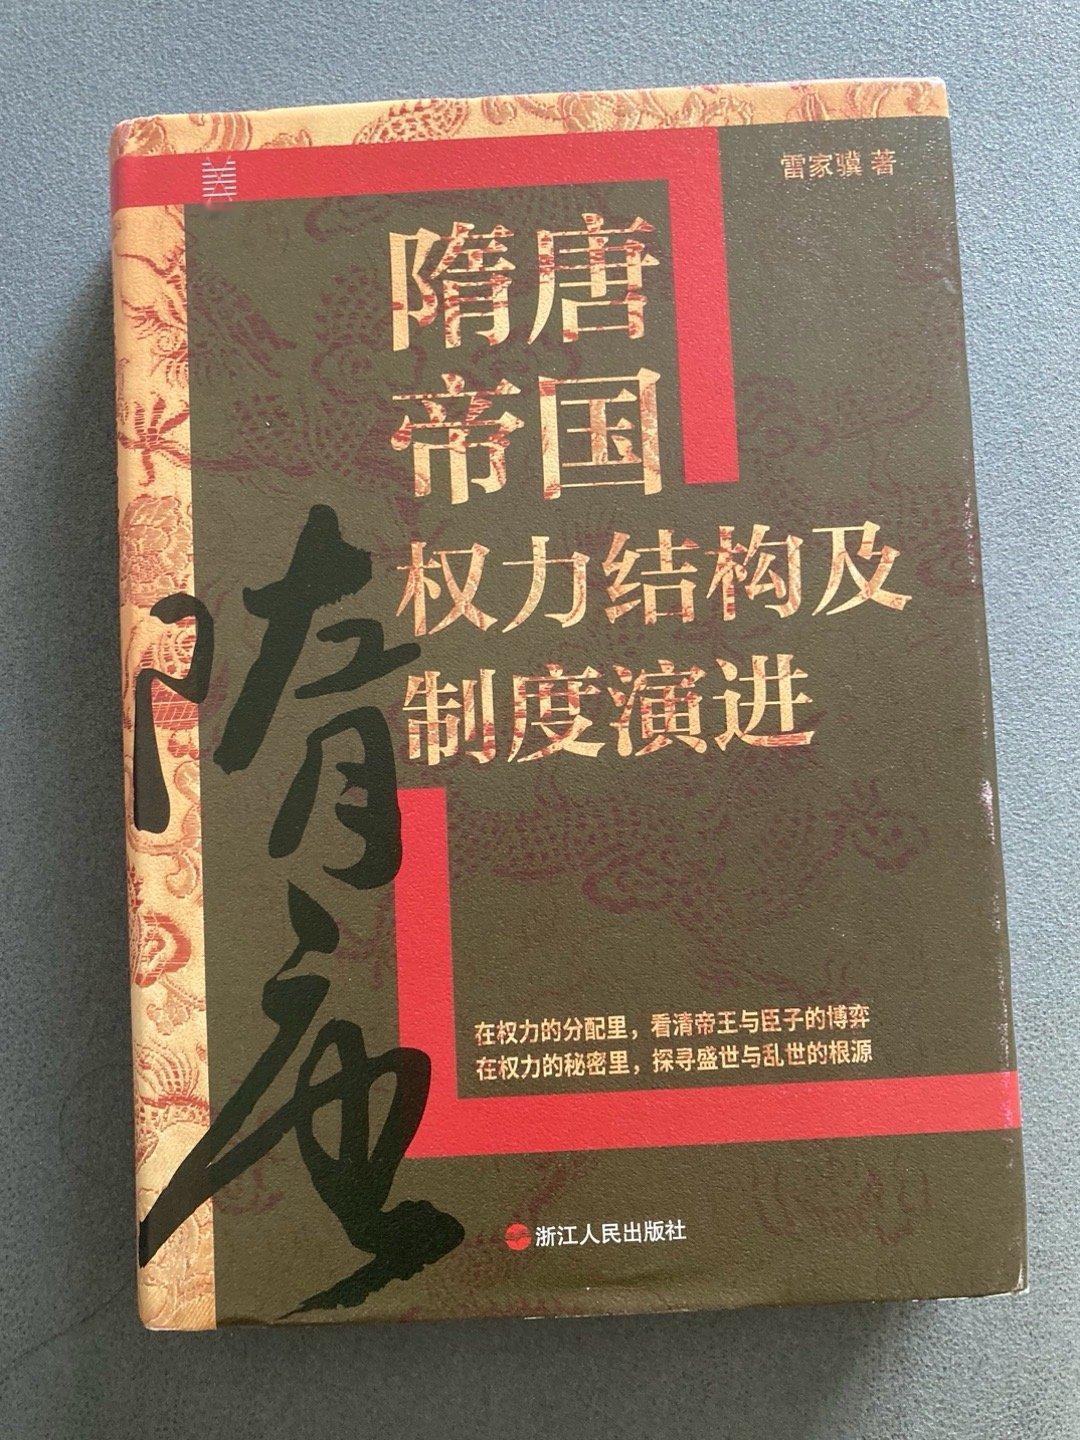 雷家骥 著
隋唐
帝国
权力结构及
制度演进
隋唐
在权力的分配里，看清帝王与臣子的博弈
在权力的秘密里，探寻盛世与乱世的根源
浙江人民出版社